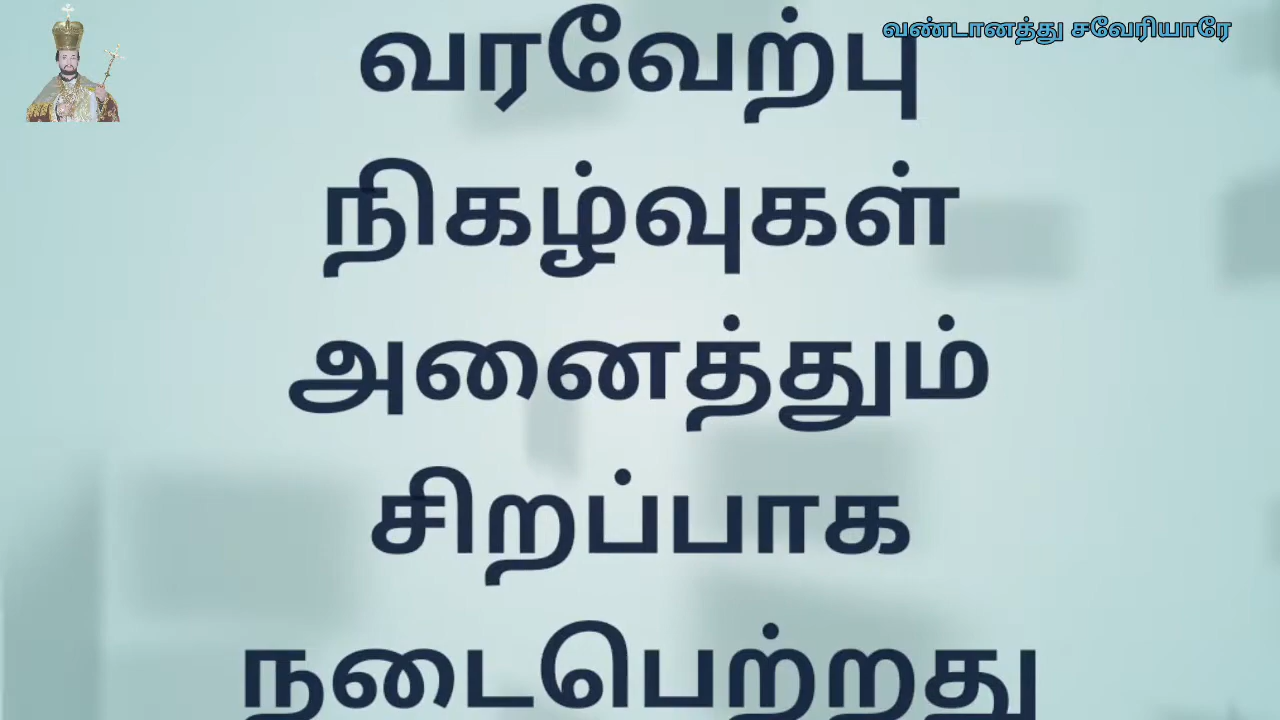 வண்டானத்து சவேரியாரே
வரவேற்பு
நிகழ்வுகள்
அனைத்தும்
சிறப்பாக
நடைபெற்றது